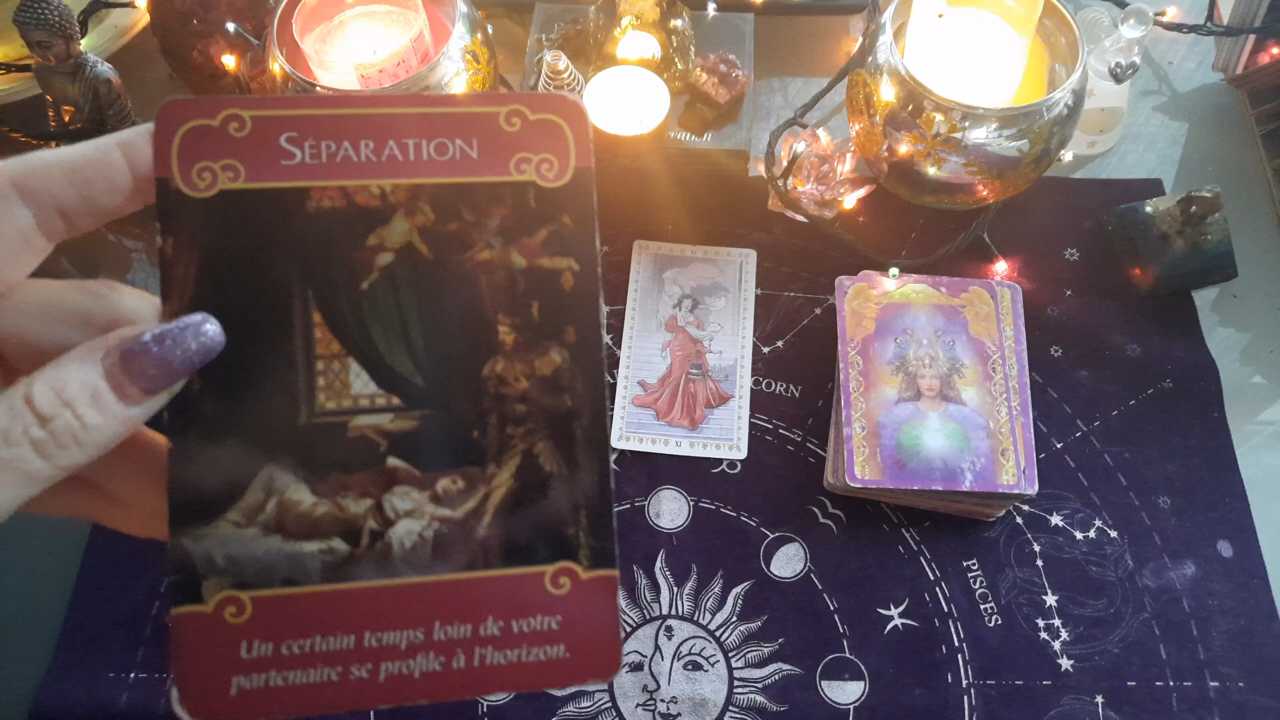 SÉPARATION
Un certain temps loin de votre
partenaire se profile à l'horizon.
XI
CORN
PISCES